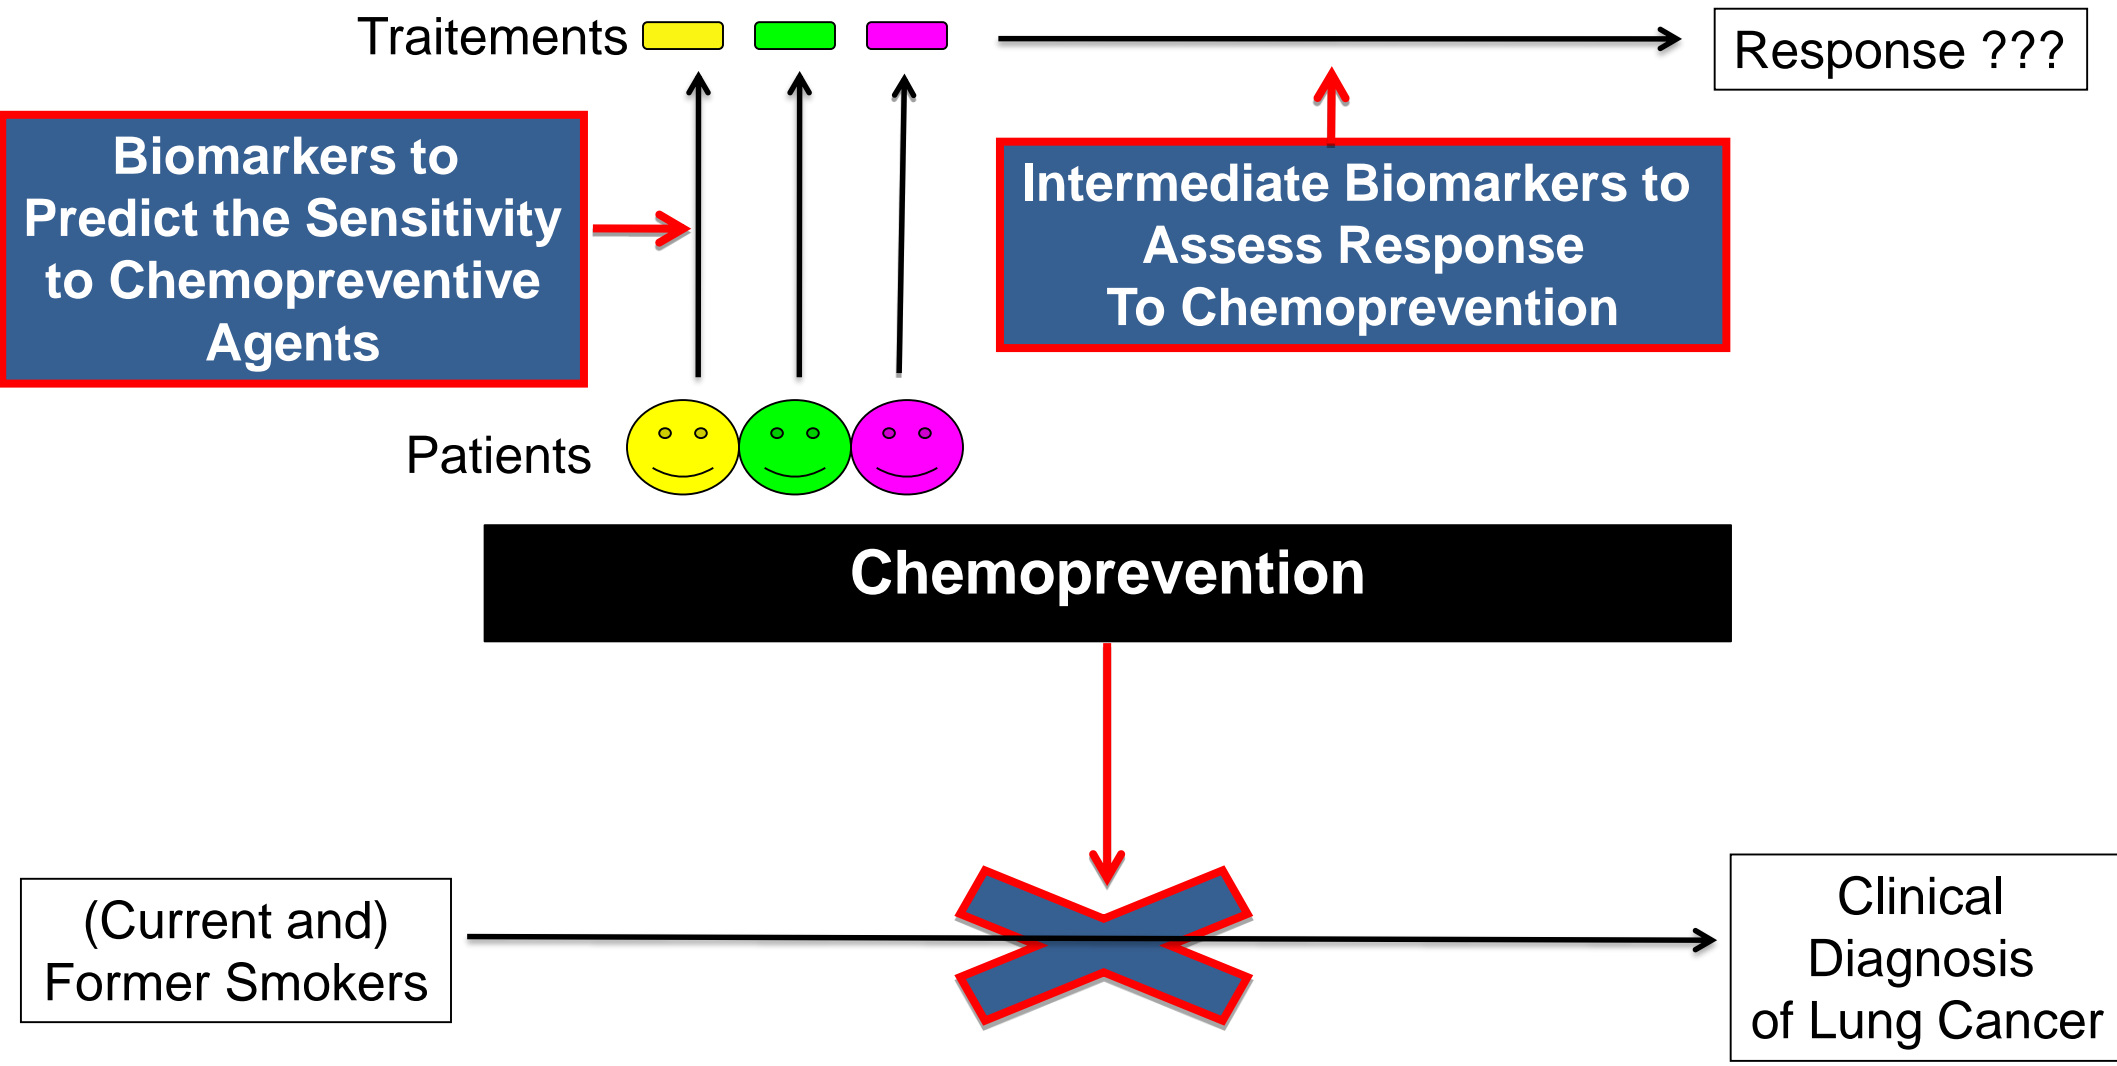 Traitements
Response ???
Biomarkers to
Predict the Sensitivity
to Chemopreventive
Agents
Intermediate Biomarkers to
Assess Response
To Chemoprevention
Patients
Chemoprevention
(Current and)
Former Smokers
Clinical
Diagnosis
of Lung Cancer